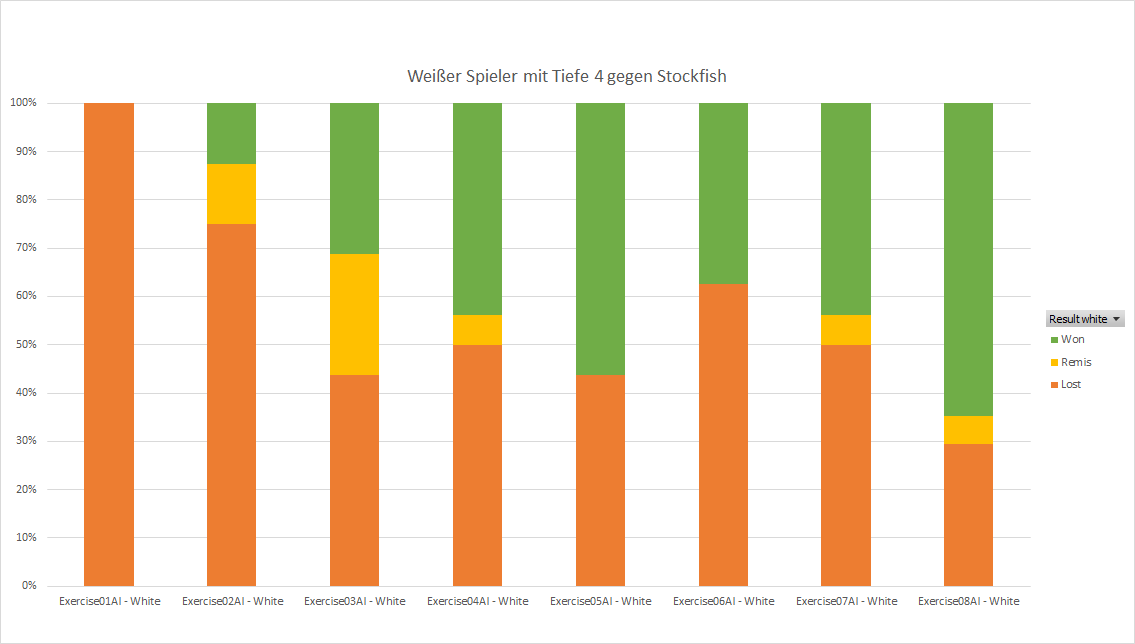 Weißer Spieler mit Tiefe 4 gegen Stockfish
100%
90%
80%
70%
60%
50%
40%
30%
20%
10%
0%
Exercise01AI - White
Exercise02AI - White
Exercise03AI - White
Exercise04AI - White
Exercise05AI - White
Exercise06AI - White
Exercise07AI - White
Exercise08AI - White
Result white
Won
Remis
Lost